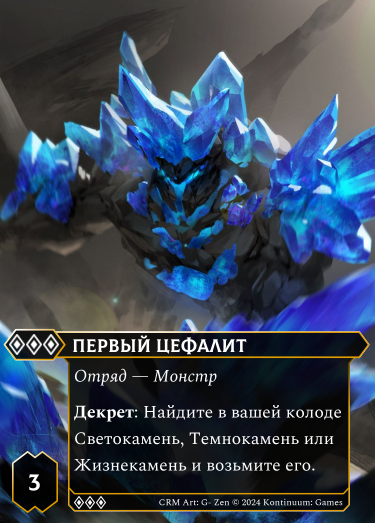 ПЕРВЫЙ ЦЕФАЛИТ
Отряд — Монстр
Декрет: Найдите в вашей колоде
Светокамень, Темнокамень или
Жизнекамень и возьмите его.
3
CRM Art: G- Zen © 2024 Kontinuum: Games